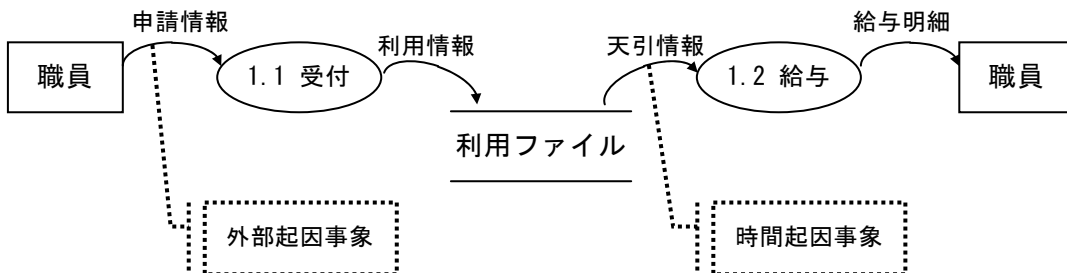 申請情報
利用情報
天引情報
給与明細
職員
1.1 受付
1.2 給与
職員
利用ファイル
外部起因事象
時間起因事象